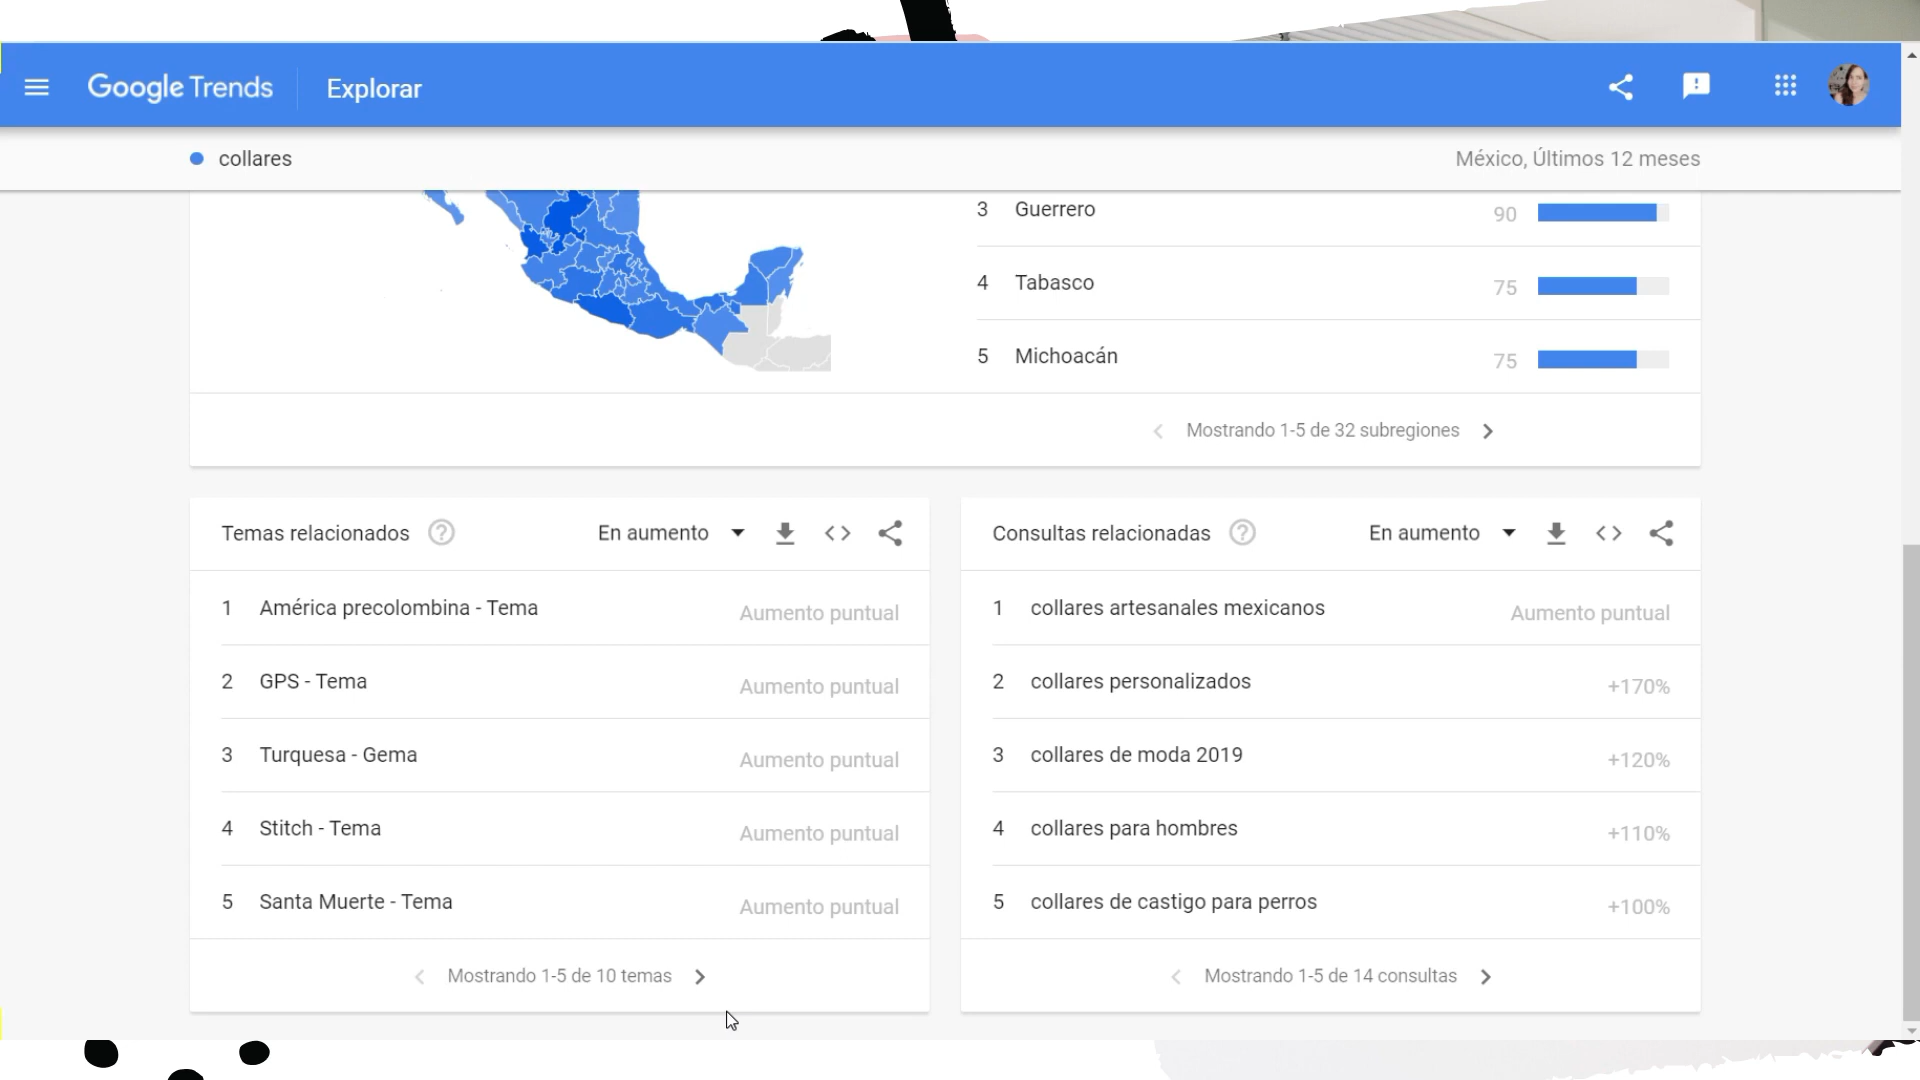 Google Trends
Explorar
collares
México, Últimos 12 meses
3 Guerrero 90
4 Tabasco 75
5 Michoacán 75
Mostrando 1-5 de 32 subregiones
Temas relacionados
En aumento
1 América precolombina - Tema Aumento puntual
2 GPS - Tema Aumento puntual
3 Turquesa - Gema Aumento puntual
4 Stitch - Tema Aumento puntual
5 Santa Muerte - Tema Aumento puntual
Mostrando 1-5 de 10 temas
Consultas relacionadas
En aumento
1 collares artesanales mexicanos Aumento puntual
2 collares personalizados +170%
3 collares de moda 2019 +120%
4 collares para hombres +110%
5 collares de castigo para perros +100%
Mostrando 1-5 de 14 consultas